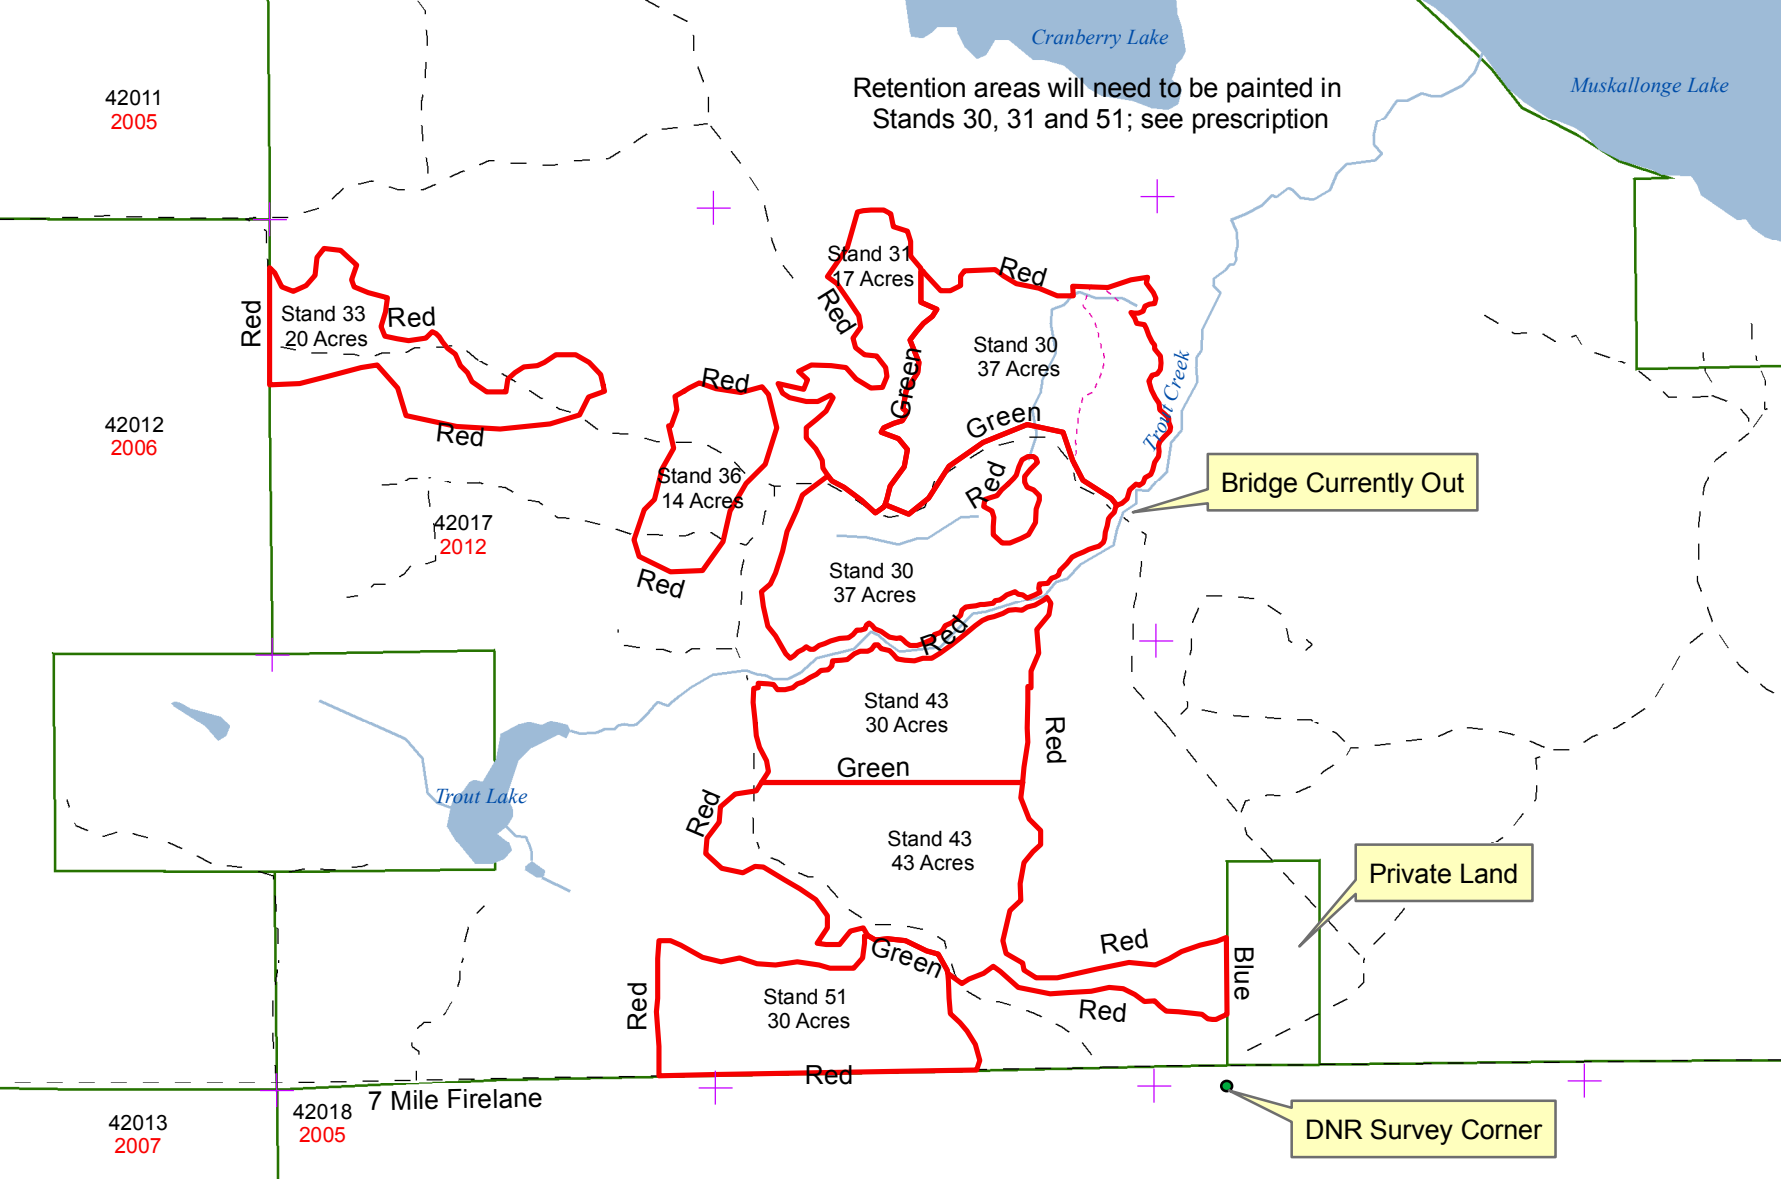 Cranberry Lake
Muskallonge Lake
Retention areas will need to be painted in
Stands 30, 31 and 51; see prescription
42011
2005
Stand 31
17 Acres
Red
Red
Red
Stand 33
20 Acres
Red
Red
Stand 30
37 Acres
Green
Trout Creek
Red
Green
42012
2006
Red
Stand 36
14 Acres
Red
Bridge Currently Out
42017
2012
Red
Stand 30
37 Acres
Red
Stand 43
30 Acres
Red
Green
Trout Lake
Red
Stand 43
43 Acres
Private Land
Red
Green
Blue
Red
Stand 51
30 Acres
Red
Red
7 Mile Firelane
42013
2007
42018
2005
DNR Survey Corner